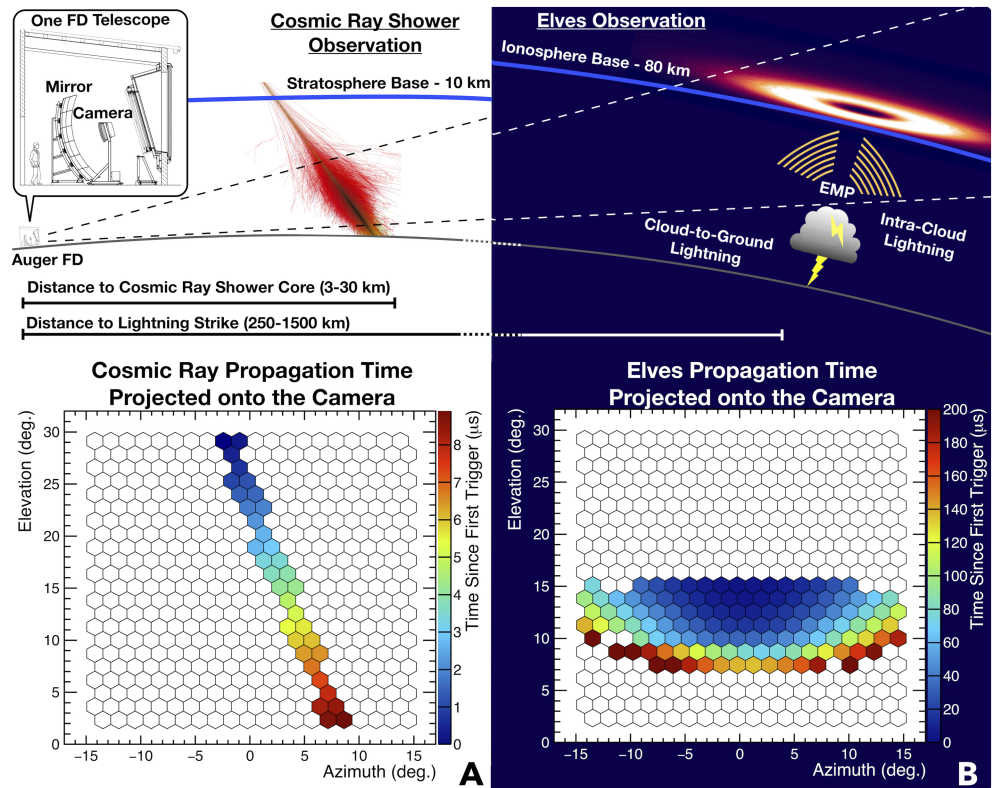 One FD Telescope
Mirror
Camera
Cosmic Ray Shower
Observation
Stratosphere Base - 10 km
Auger FD
Distance to Cosmic Ray Shower Core (3-30 km)
Distance to Lightning Strike (250-1500 km)
Elves Observation
Ionosphere Base - 80 km
EMP
Cloud-to-Ground
Lightning
Intra-Cloud
Lightning
Cosmic Ray Propagation Time
Projected onto the Camera
Elevation (deg.)
30
25
20
15
10
5
0
−15 −10 −5 0 5 10 15
Azimuth (deg.)
8
7
6
5
4
3
2
1
0
Time Since First Trigger (μs)
A
Elves Propagation Time
Projected onto the Camera
Elevation (deg.)
30
25
20
15
10
5
0
−15 −10 −5 0 5 10 15
Azimuth (deg.)
200
180
160
140
120
100
80
60
40
20
0
Time Since First Trigger (μs)
B